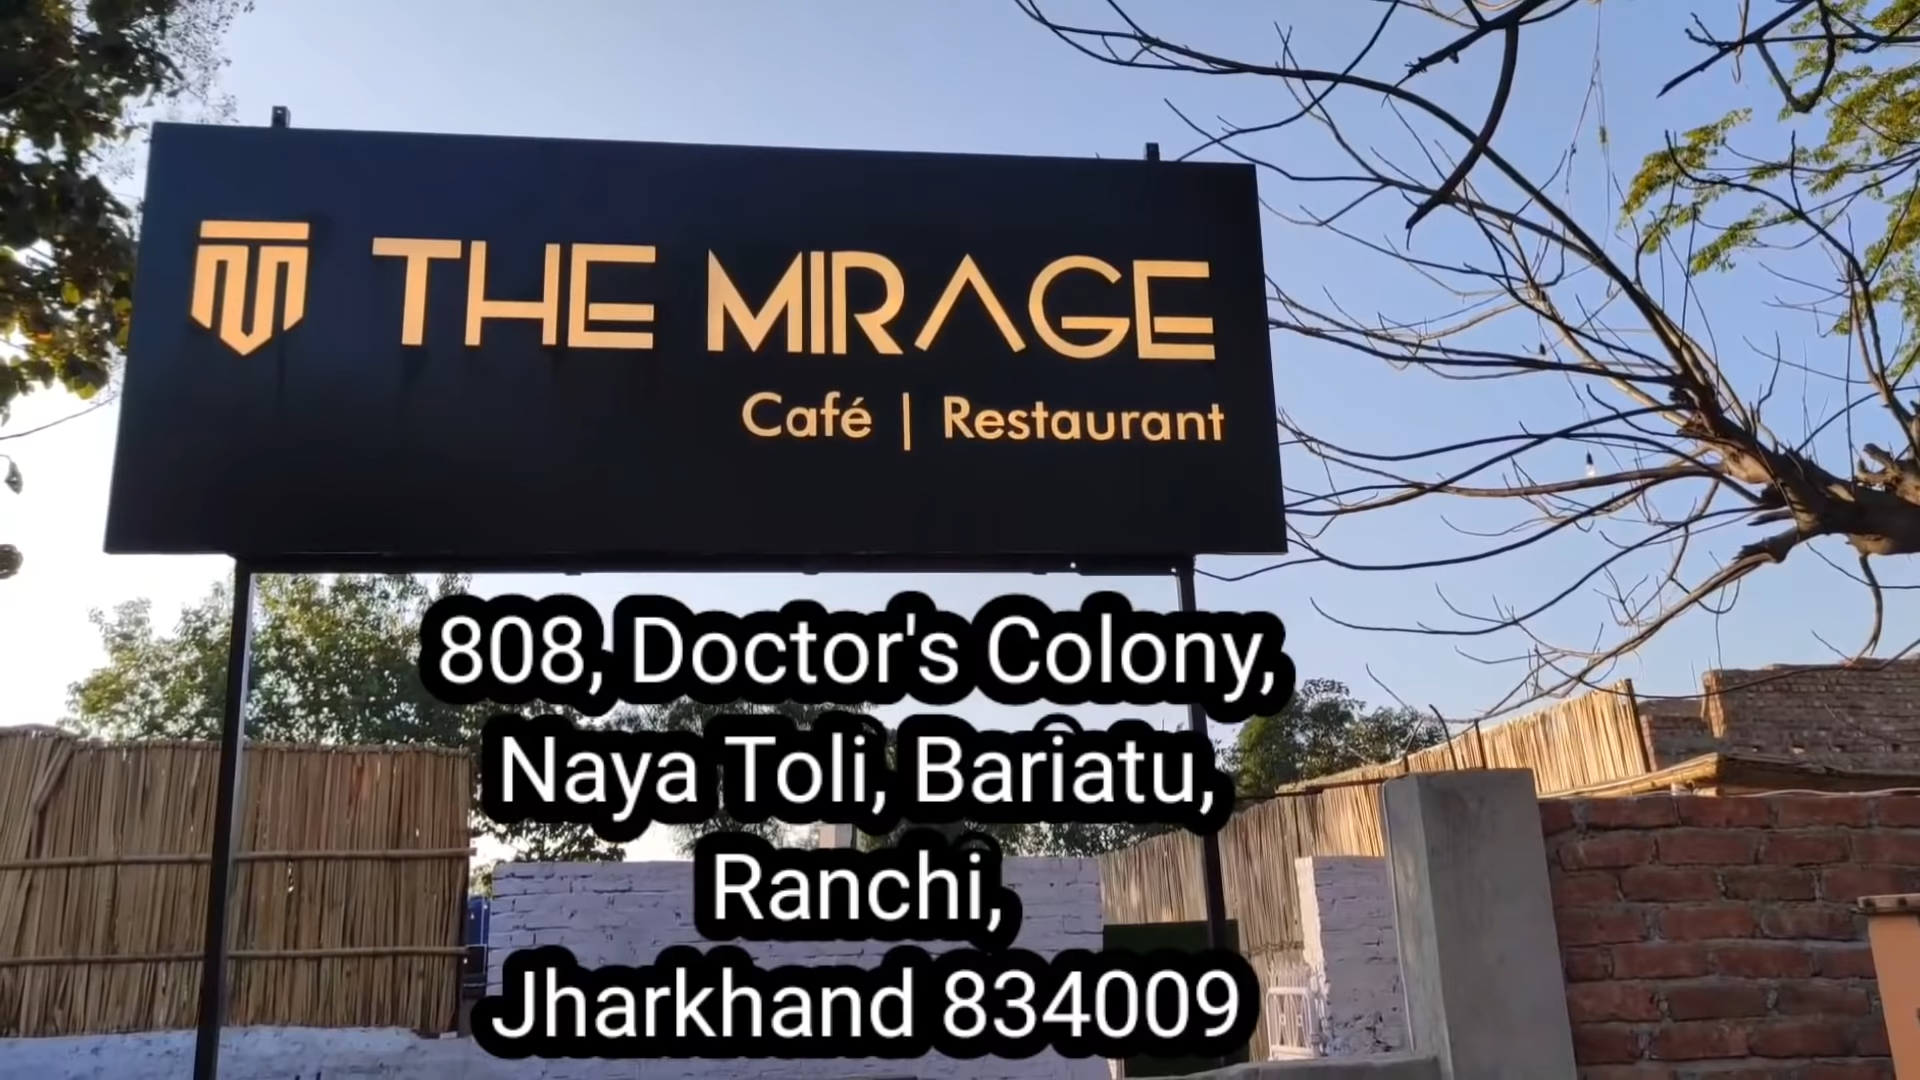 THE MIRAGE
Café | Restaurant
808, Doctor's Colony,
Naya Toli, Bariatu,
Ranchi,
Jharkhand 834009